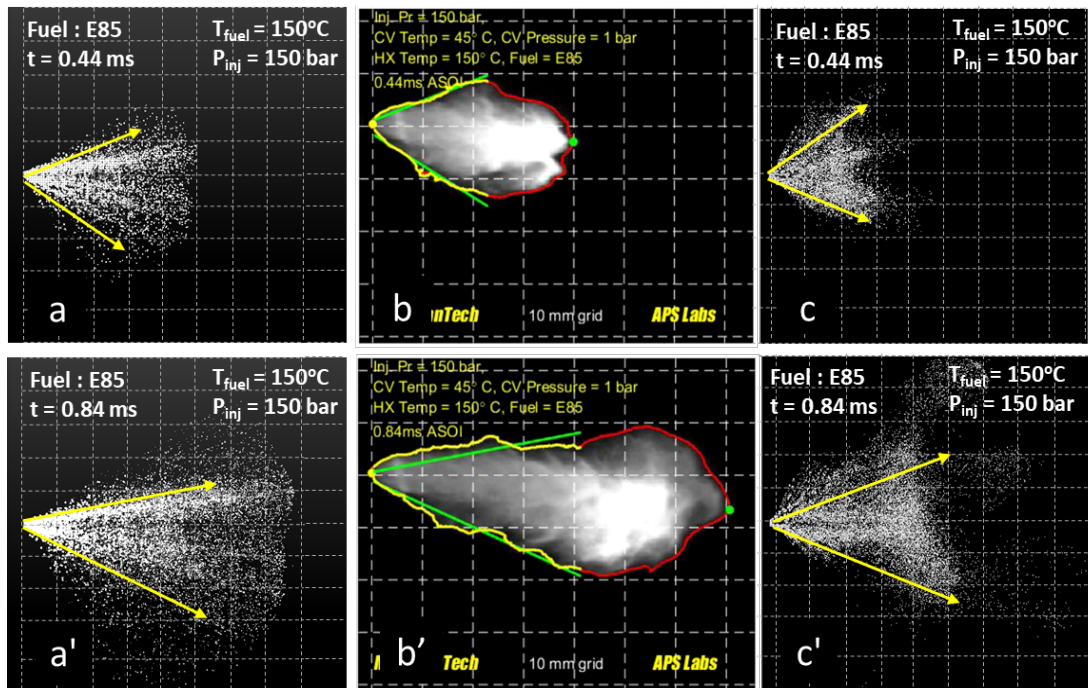 Fuel : E85
T_fuel = 150°C
t = 0.44 ms
P_inj = 150 bar
a
Inj. Pr = 150 bar,
CV Temp = 45° C, CV Pressure = 1 bar
HX Temp = 150° C, Fuel = E85
0.44ms ASOI
b
nTech
10 mm grid
APS Labs
Fuel : E85
T_fuel = 150°C
t = 0.44 ms
P_inj = 150 bar
c
Fuel : E85
T_fuel = 150°C
t = 0.84 ms
P_inj = 150 bar
a'
Inj. Pr = 150 bar,
CV Temp = 45° C, CV Pressure = 1 bar
HX Temp = 150° C, Fuel = E85
0.84ms ASOI
b’
Tech
10 mm grid
APS Labs
Fuel : E85
T_fuel = 150°C
t = 0.84 ms
P_inj = 150 bar
c'